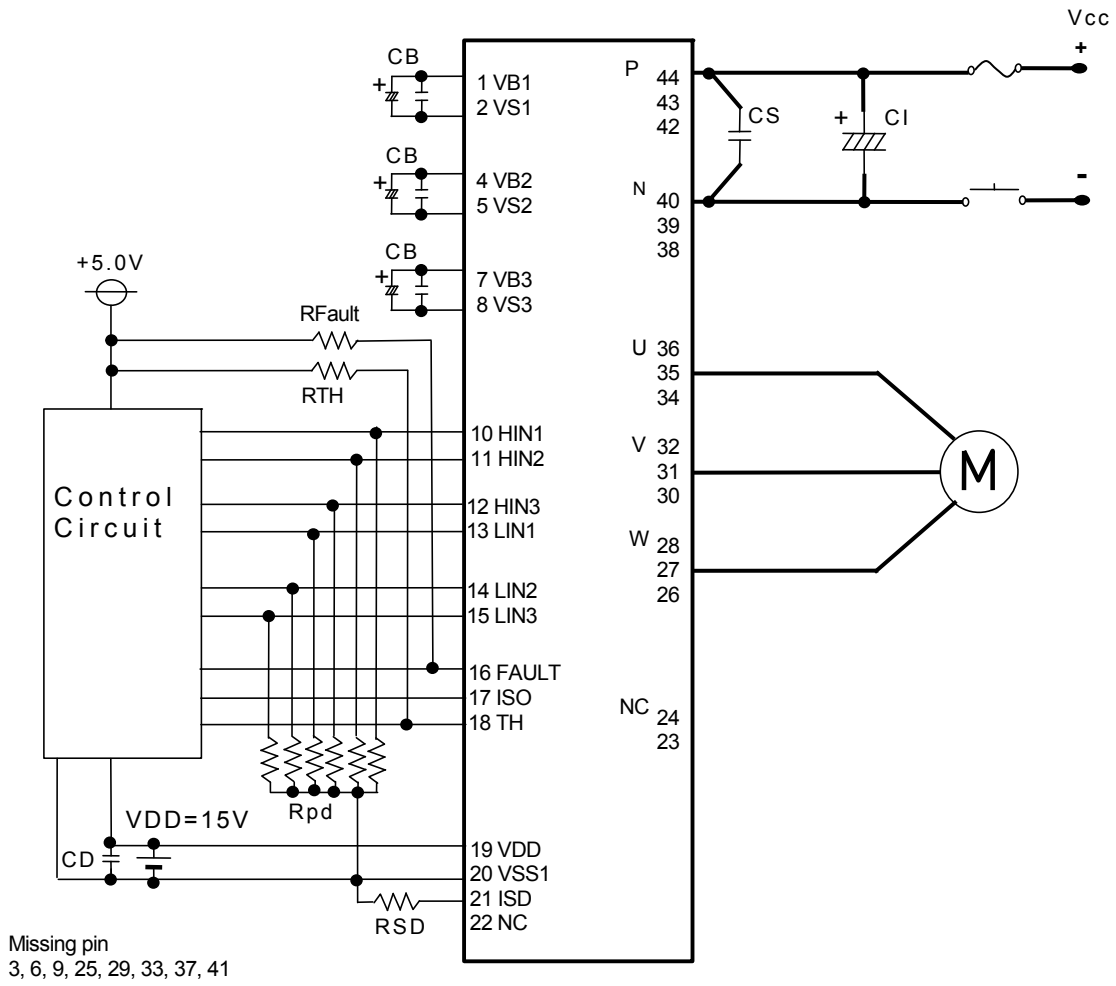 Vcc
+
CB
+
1 VB1
2 VS1
P 44
43
42
CS
+
CI
CB
+
4 VB2
5 VS2
N 40
39
38
-
CB
+
7 VB3
8 VS3
+5.0V
RFault
RTH
U 36
35
34
10 HIN1
11 HIN2
V 32
31
30
M
Control
Circuit
12 HIN3
13 LIN1
W 28
27
26
14 LIN2
15 LIN3
16 FAULT
17 ISO
18 TH
NC 24
23
Rpd
VDD=15V
CD
19 VDD
20 VSS1
21 ISD
22 NC
RSD
Missing pin
3, 6, 9, 25, 29, 33, 37, 41